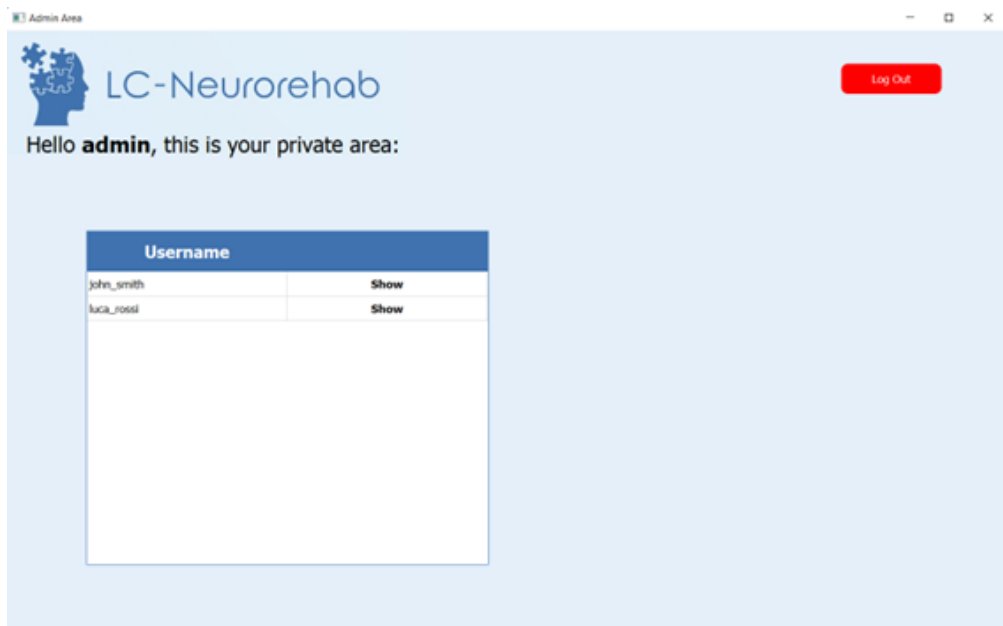 Admin Area
LC-Neurorehab
Log Out
Hello admin, this is your private area:
Username
john_smith Show
luca_rossi Show